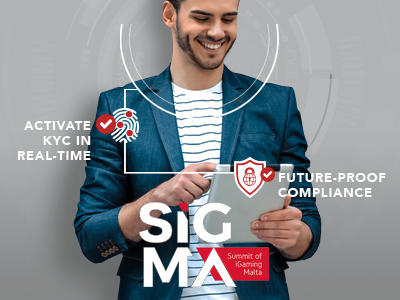 ACTIVATE
KYC IN
REAL-TIME
FUTURE-PROOF
COMPLIANCE
SiG
MA
Summit of
iGaming
Malta